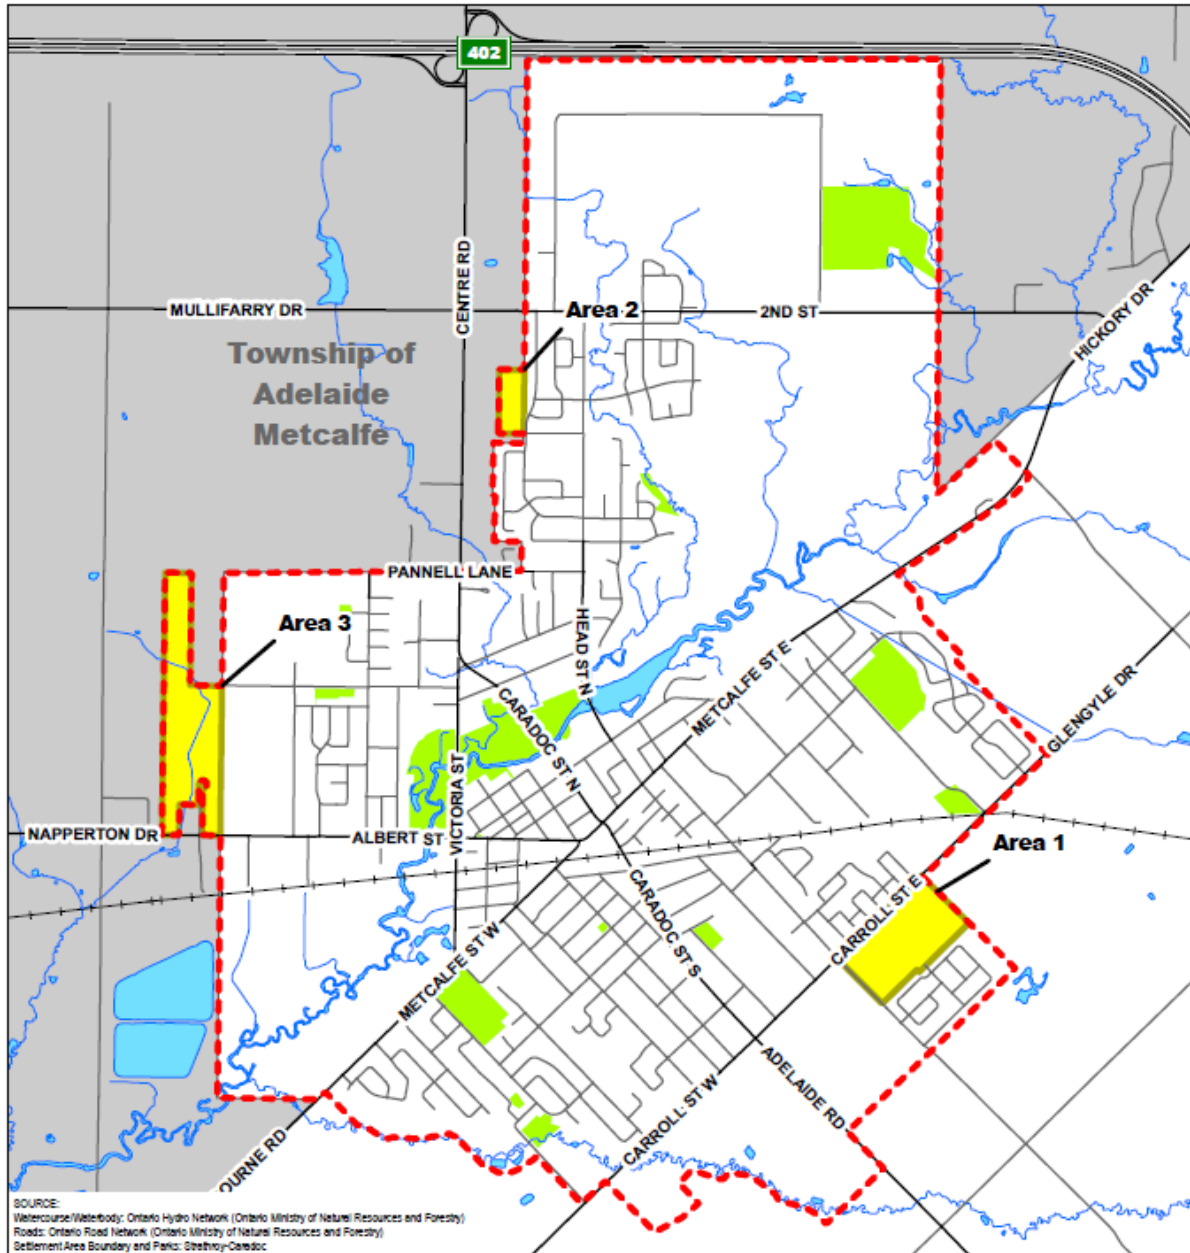 402
CENTRE RD
MULLIFARRY DR
Area 2
2ND ST
HICKORY DR
Township of
Adelaide
Metcalfe
PANNELL LANE
Area 3
HEAD ST N
METCALFE ST E
CARADOC ST N
GLENGYLE DR
VICTORIA ST
NAPPERTON DR
ALBERT ST
Area 1
CARROLL ST E
CARADOC ST S
METCALFE ST W
ADELAIDE RD
CARROLL ST W
OURNE RD
SOURCE:
Watercourse/Waterbody: Ontario Hydro Network (Ontario Ministry of Natural Resources and Forestry)
Roads: Ontario Road Network (Ontario Ministry of Natural Resources and Forestry)
Settlement Area Boundary and Parks: Strathroy-Caradoc